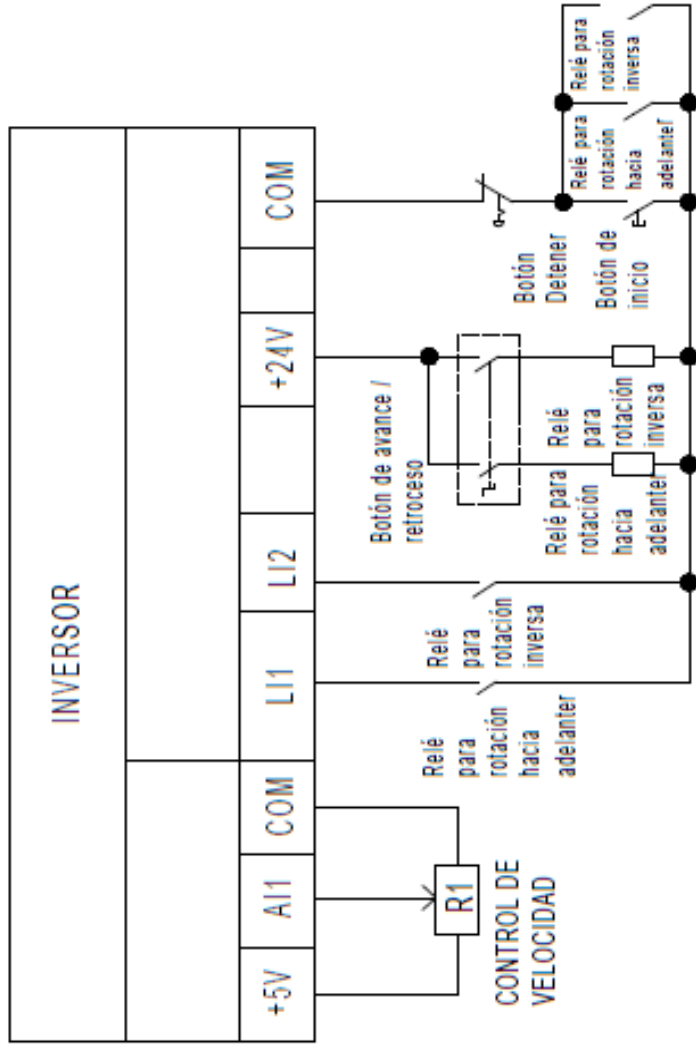 INVERSOR
+5V
AI1
COM
LI1
LI2
+24V
COM
R1
CONTROL DE
VELOCIDAD
Relé
para
rotación
hacia
adelanter
Relé
para
rotación
inversa
Botón de avance /
retroceso
Relé para
rotación
hacia
adelanter
Relé
para
rotación
inversa
Botón
Detener
Botón de
inicio
Relé para
rotación
hacia
adelanter
Relé para
rotación
inversa